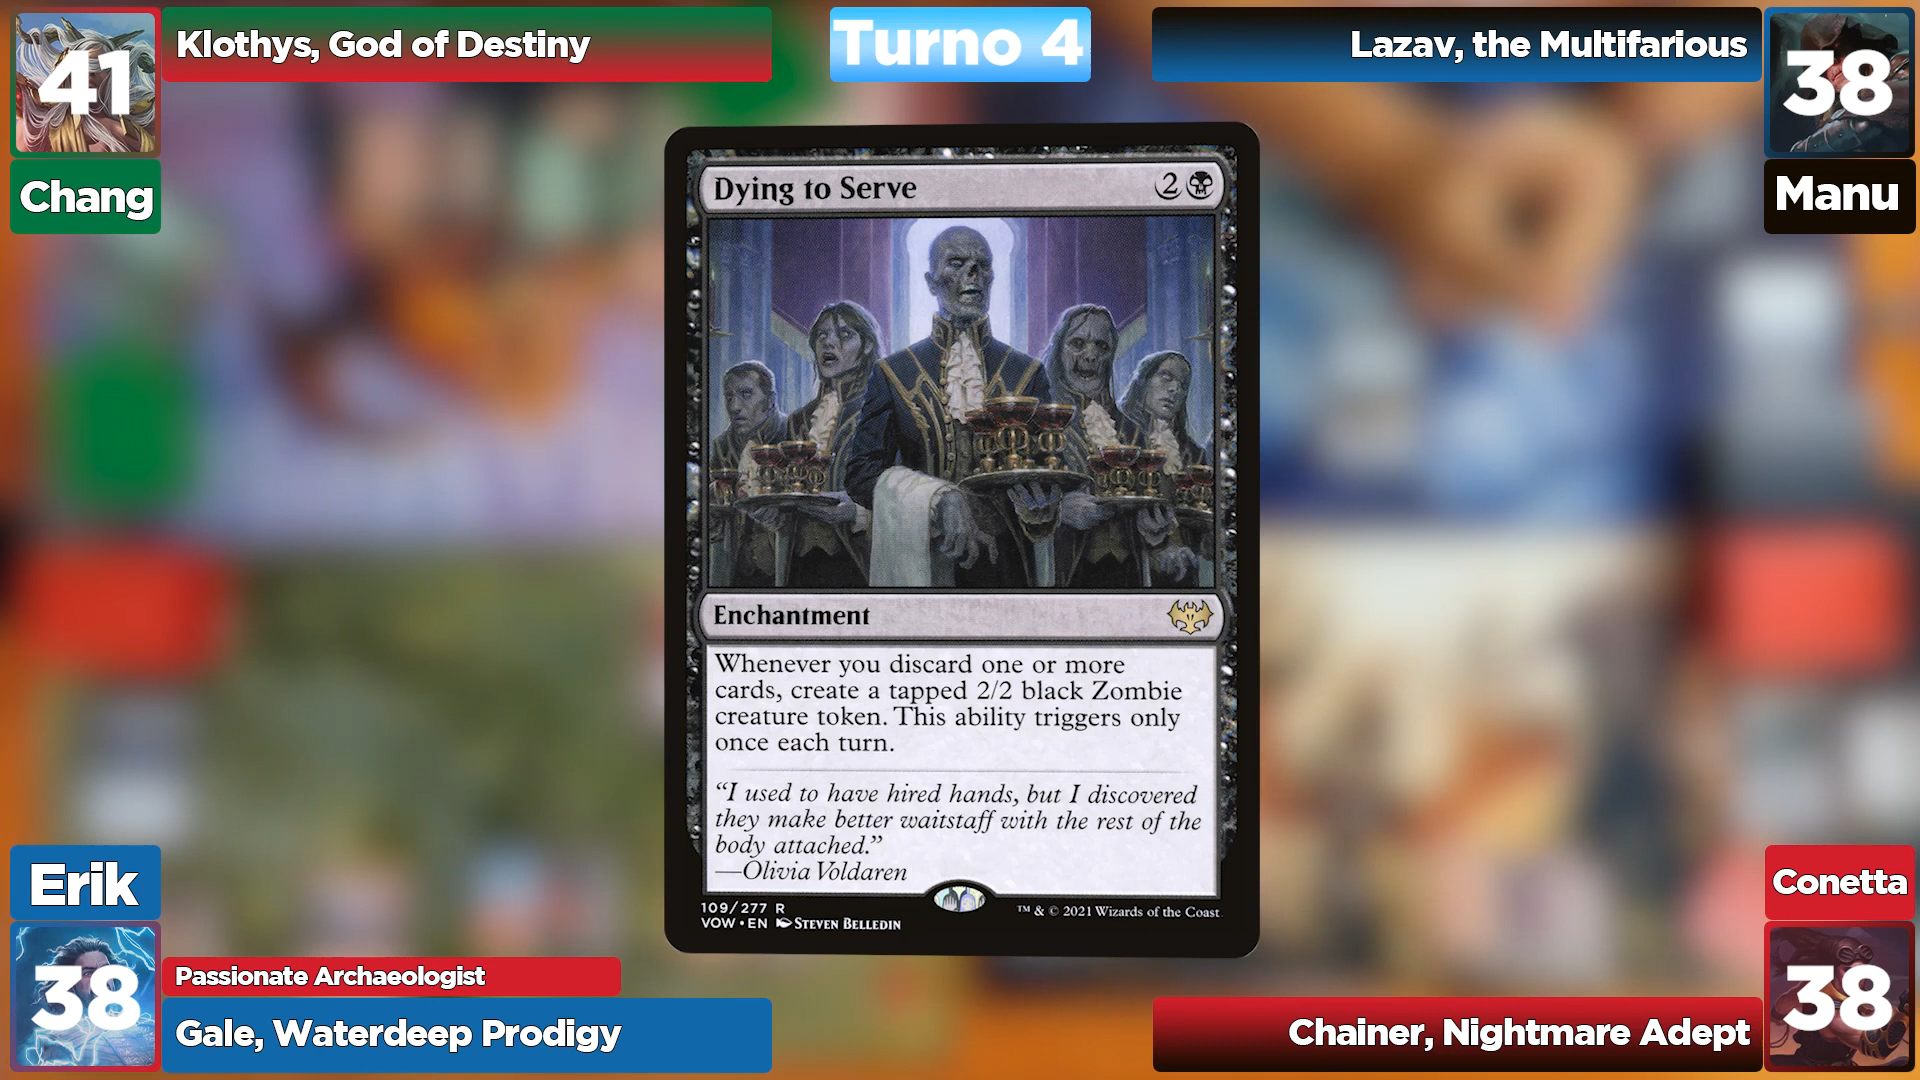 41
Klothys, God of Destiny
Turno 4
Lazav, the Multifarious
38
Chang
Manu
Dying to Serve
2
Enchantment
Whenever you discard one or more
cards, create a tapped 2/2 black Zombie
creature token. This ability triggers only
once each turn.
“I used to have hired hands, but I discovered
they make better waitstaff with the rest of the
body attached.”
—Olivia Voldaren
109/277 R
VOW • EN STEVEN BELLEDIN
™ & © 2021 Wizards of the Coast
Erik
38
Passionate Archaeologist
Gale, Waterdeep Prodigy
Conetta
38
Chainer, Nightmare Adept